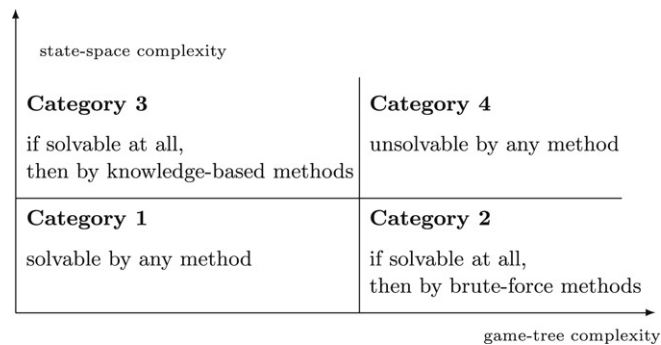 state-space complexity
Category 3
if solvable at all,
then by knowledge-based methods
Category 4
unsolvable by any method
Category 1
solvable by any method
Category 2
if solvable at all,
then by brute-force methods
game-tree complexity